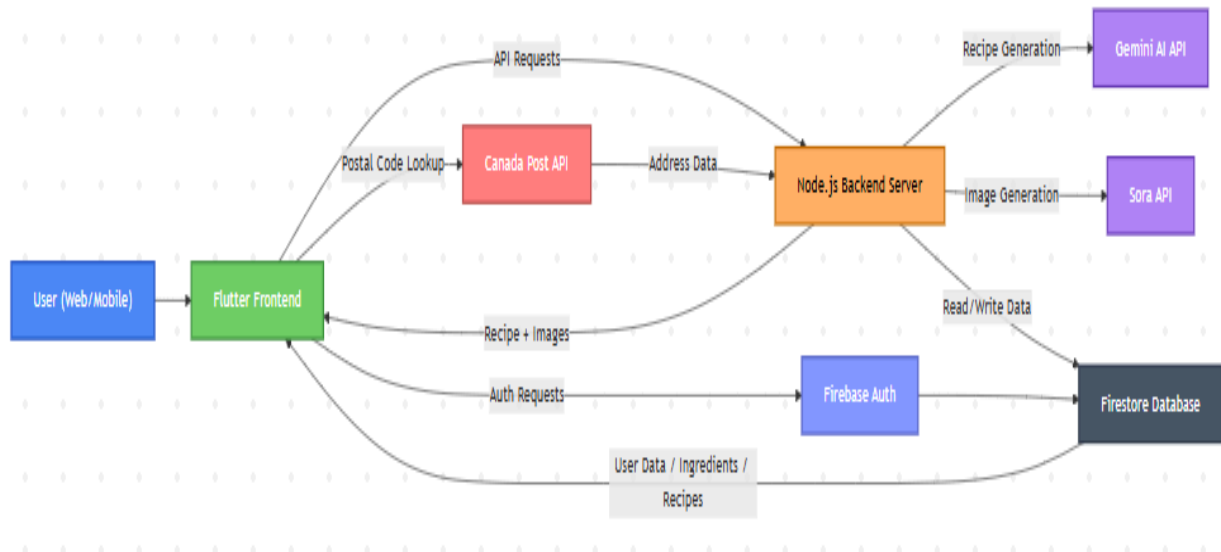 API Requests
Recipe Generation
Gemini AI API
Postal Code Lookup
Canada Post API
Address Data
Node.js Backend Server
Image Generation
Sora API
User (Web/Mobile)
Flutter Frontend
Recipe + Images
Read/Write Data
Auth Requests
Firebase Auth
Firestore Database
User Data / Ingredients /
Recipes